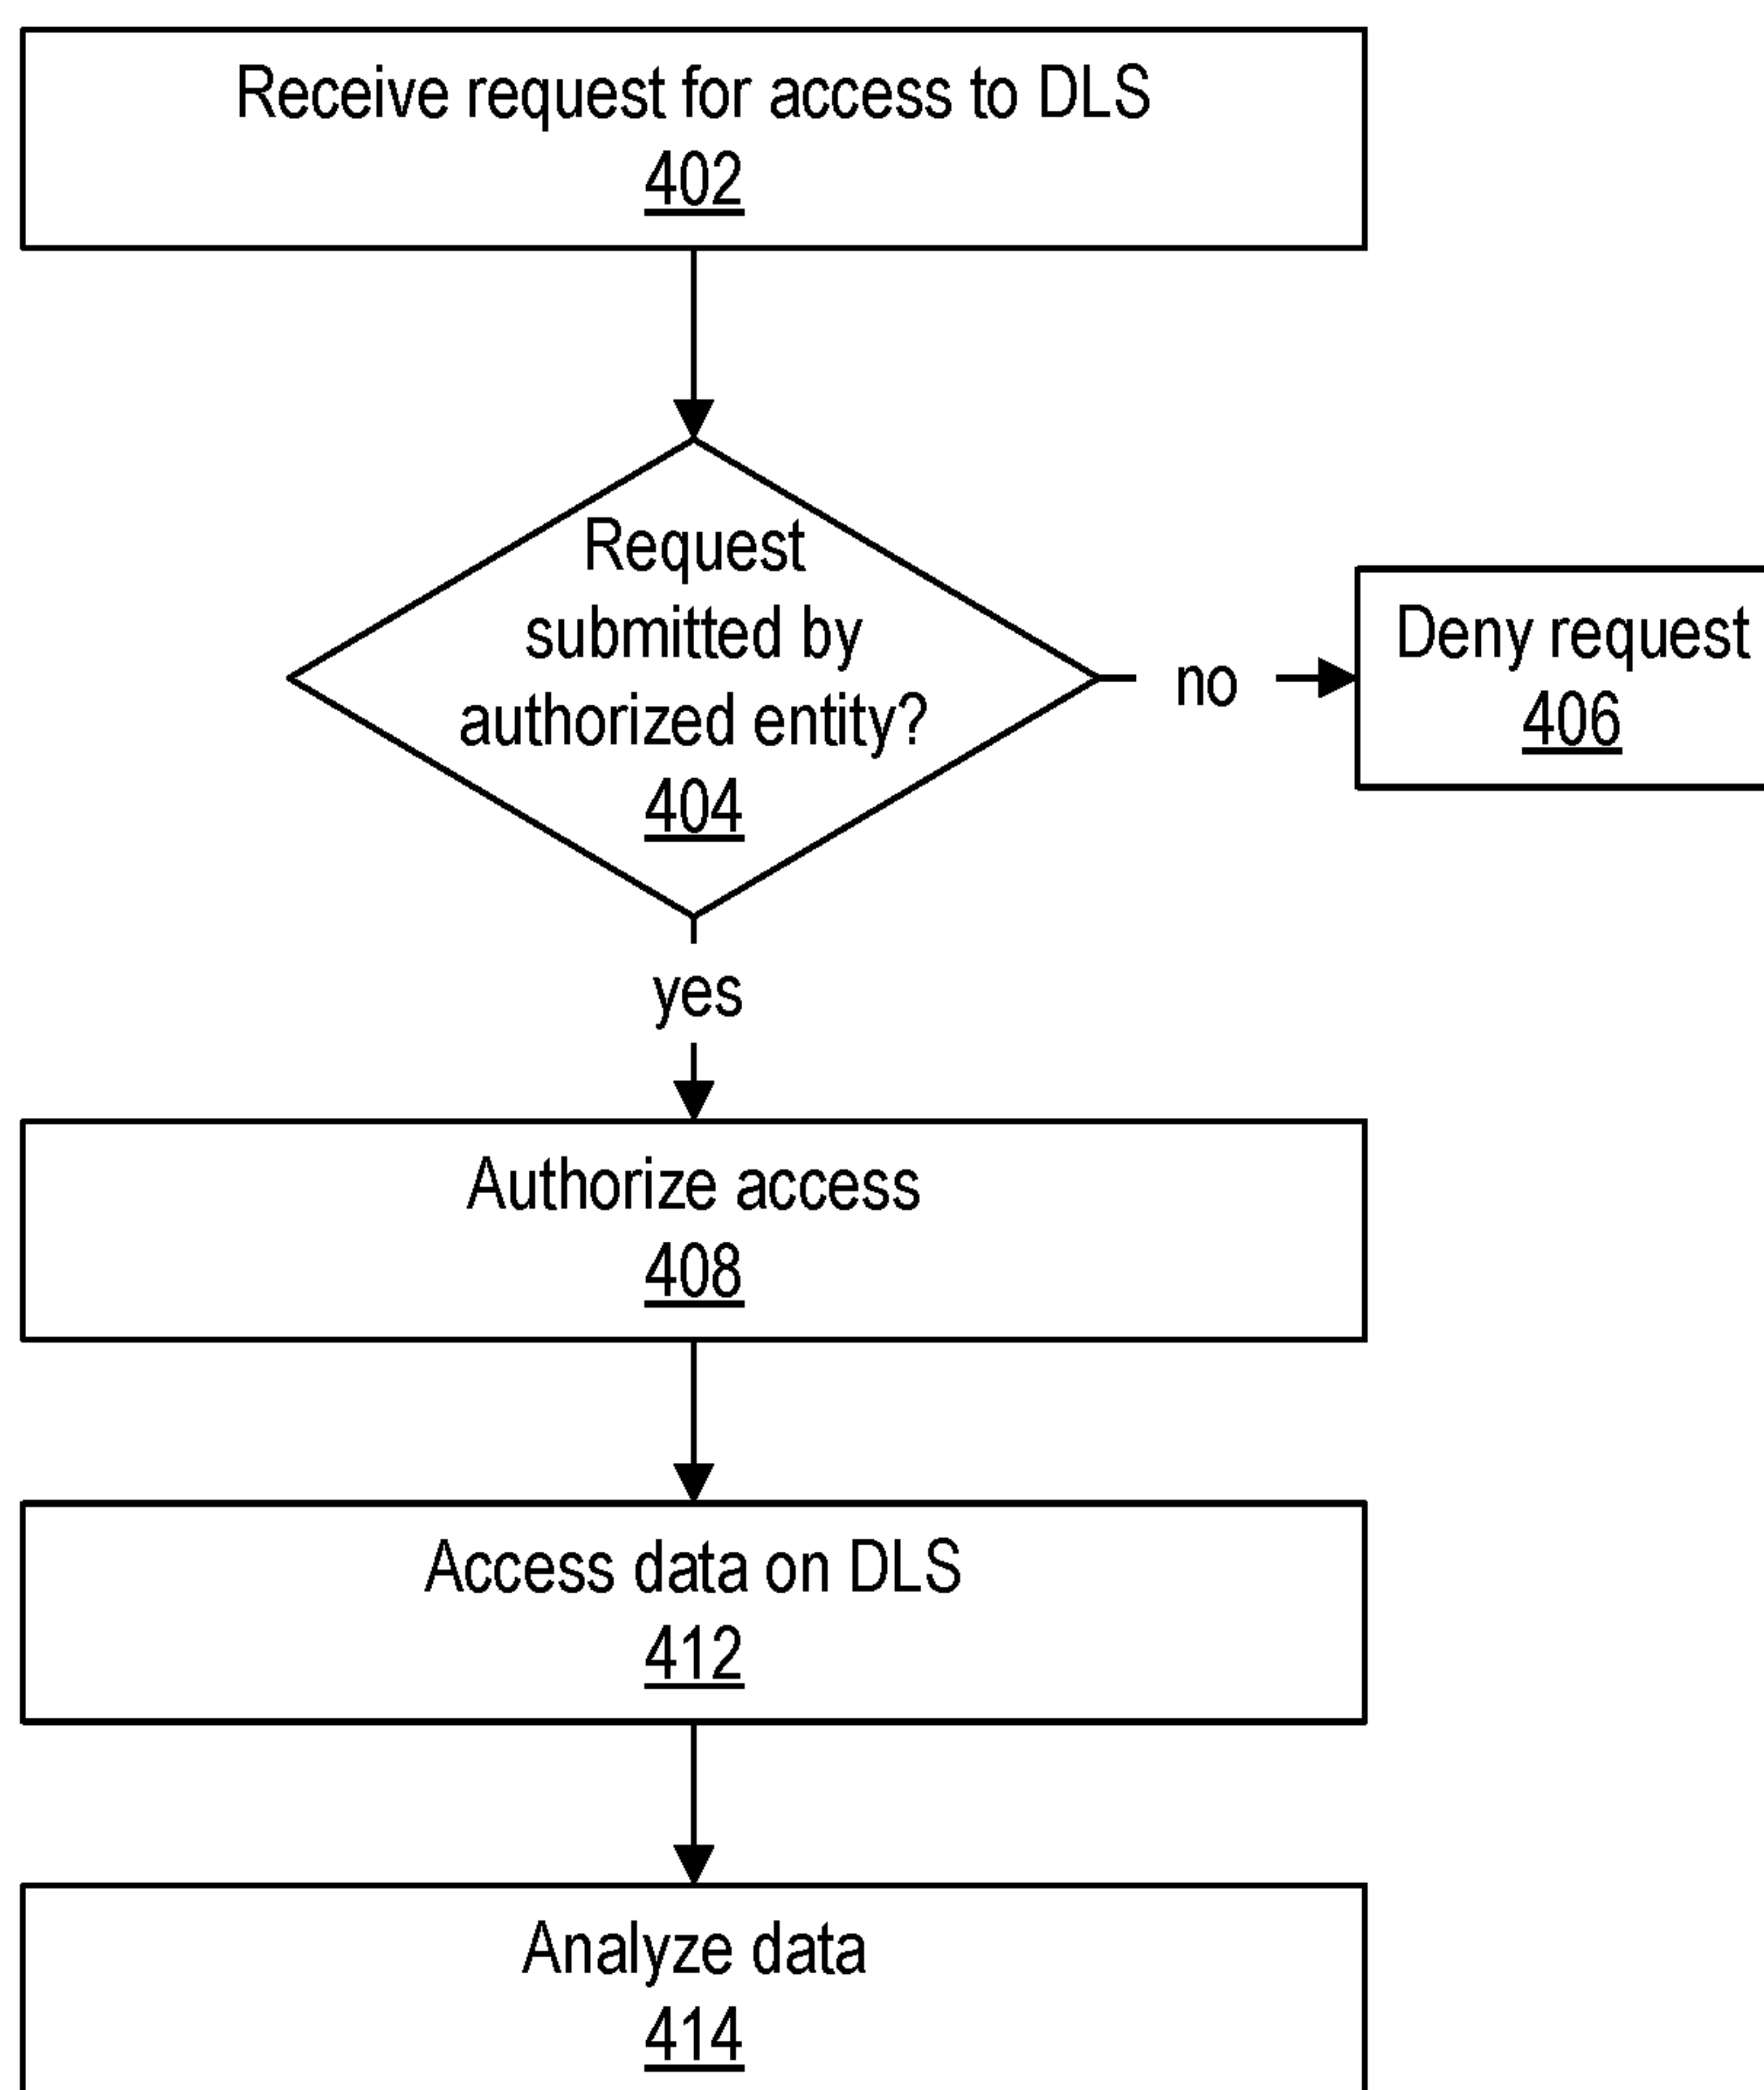 Receive request for access to DLS
402
Request
submitted by
authorized entity?
404
no
Deny request
406
yes
Authorize access
408
Access data on DLS
412
Analyze data
414